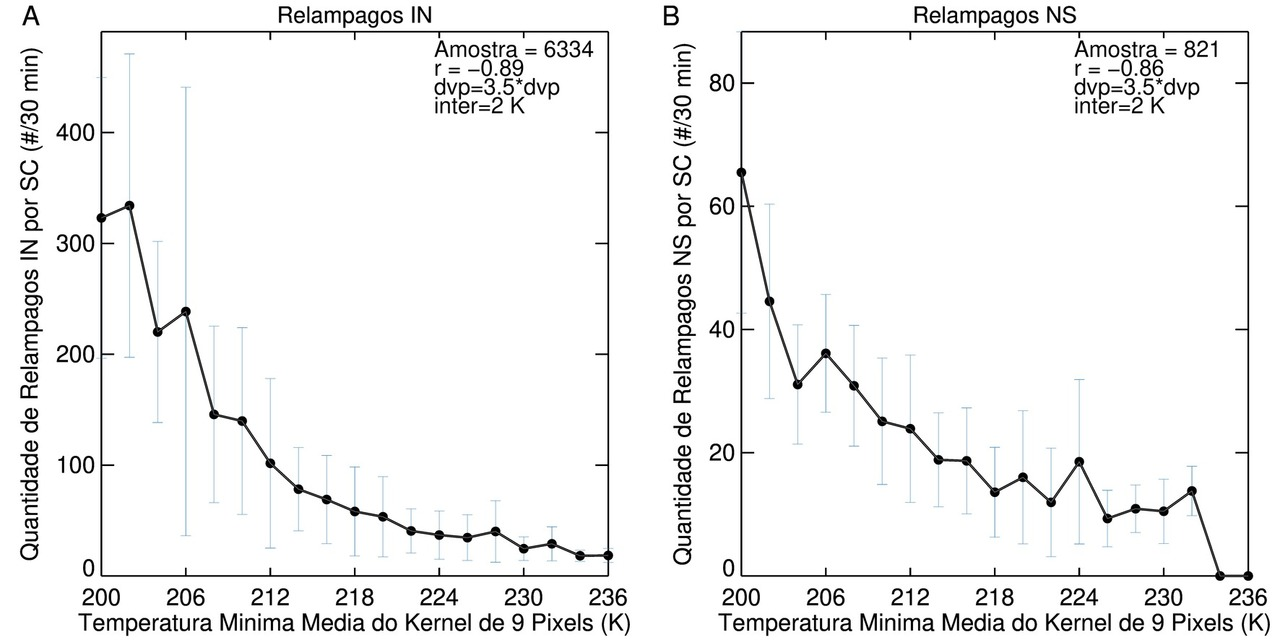 A
Relampagos IN
Amostra = 6334
r = −0.89
dvp=3.5*dvp
inter=2 K
Quantidade de Relampagos IN por SC (#/30 min)
400
300
200
100
0
200 206 212 218 224 230 236
Temperatura Minima Media do Kernel de 9 Pixels (K)
B
Relampagos NS
Amostra = 821
r = −0.86
dvp=3.5*dvp
inter=2 K
Quantidade de Relampagos NS por SC (#/30 min)
80
60
40
20
0
200 206 212 218 224 230 236
Temperatura Minima Media do Kernel de 9 Pixels (K)